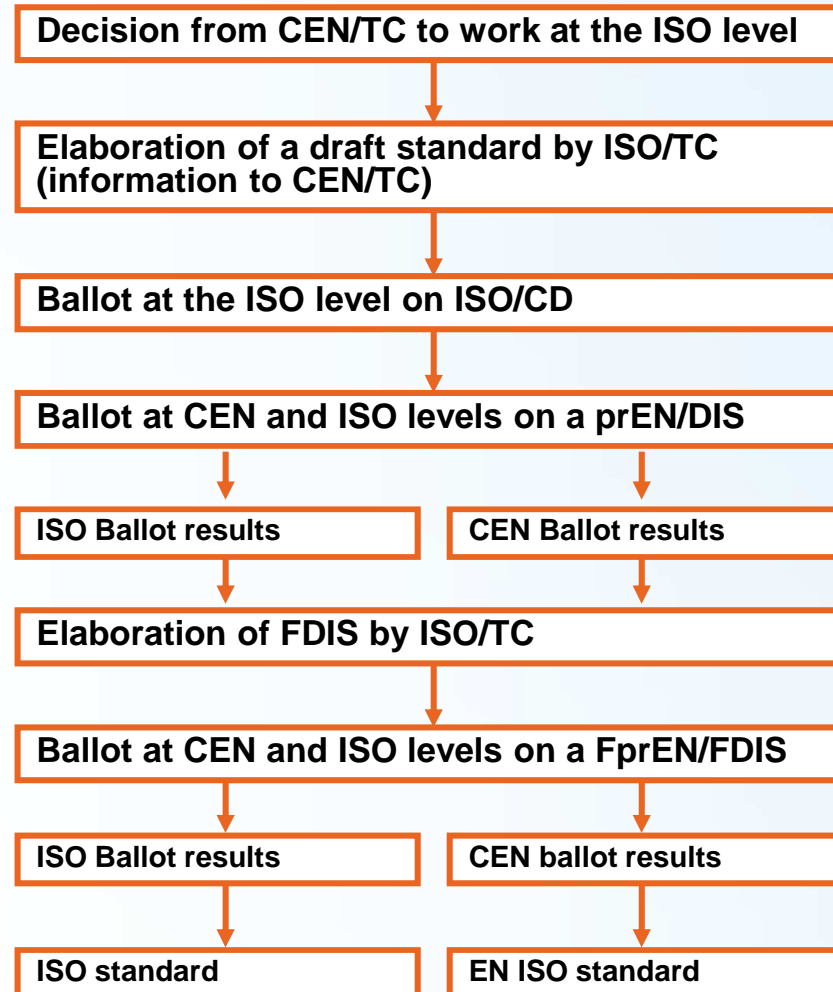 Decision from CEN/TC to work at the ISO level
Elaboration of a draft standard by ISO/TC
(information to CEN/TC)
Ballot at the ISO level on ISO/CD
Ballot at CEN and ISO levels on a prEN/DIS
ISO Ballot results
CEN Ballot results
Elaboration of FDIS by ISO/TC
Ballot at CEN and ISO levels on a FprEN/FDIS
ISO Ballot results
CEN ballot results
ISO standard
EN ISO standard